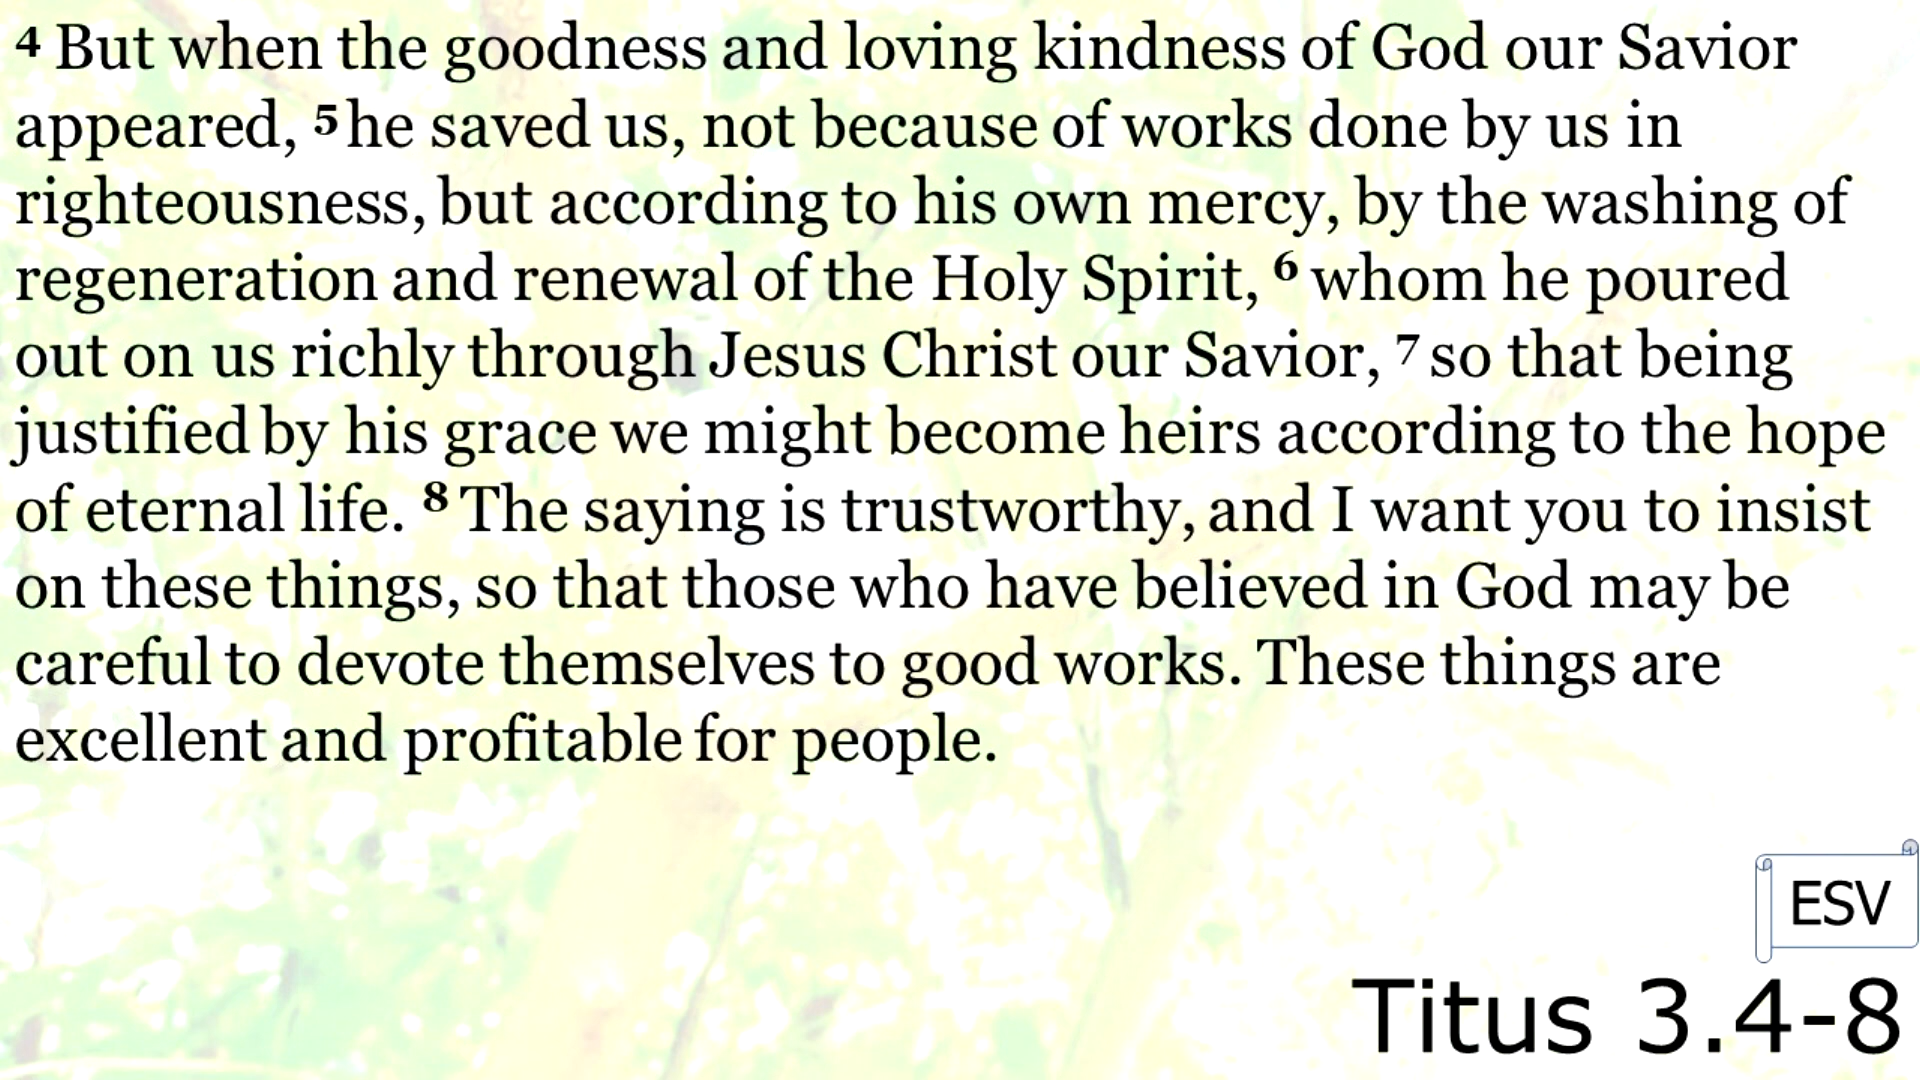 4 But when the goodness and loving kindness of God our Savior
appeared, 5 he saved us, not because of works done by us in
righteousness, but according to his own mercy, by the washing of
regeneration and renewal of the Holy Spirit, 6 whom he poured
out on us richly through Jesus Christ our Savior, 7 so that being
justified by his grace we might become heirs according to the hope
of eternal life. 8 The saying is trustworthy, and I want you to insist
on these things, so that those who have believed in God may be
careful to devote themselves to good works. These things are
excellent and profitable for people.
ESV
Titus 3.4-8